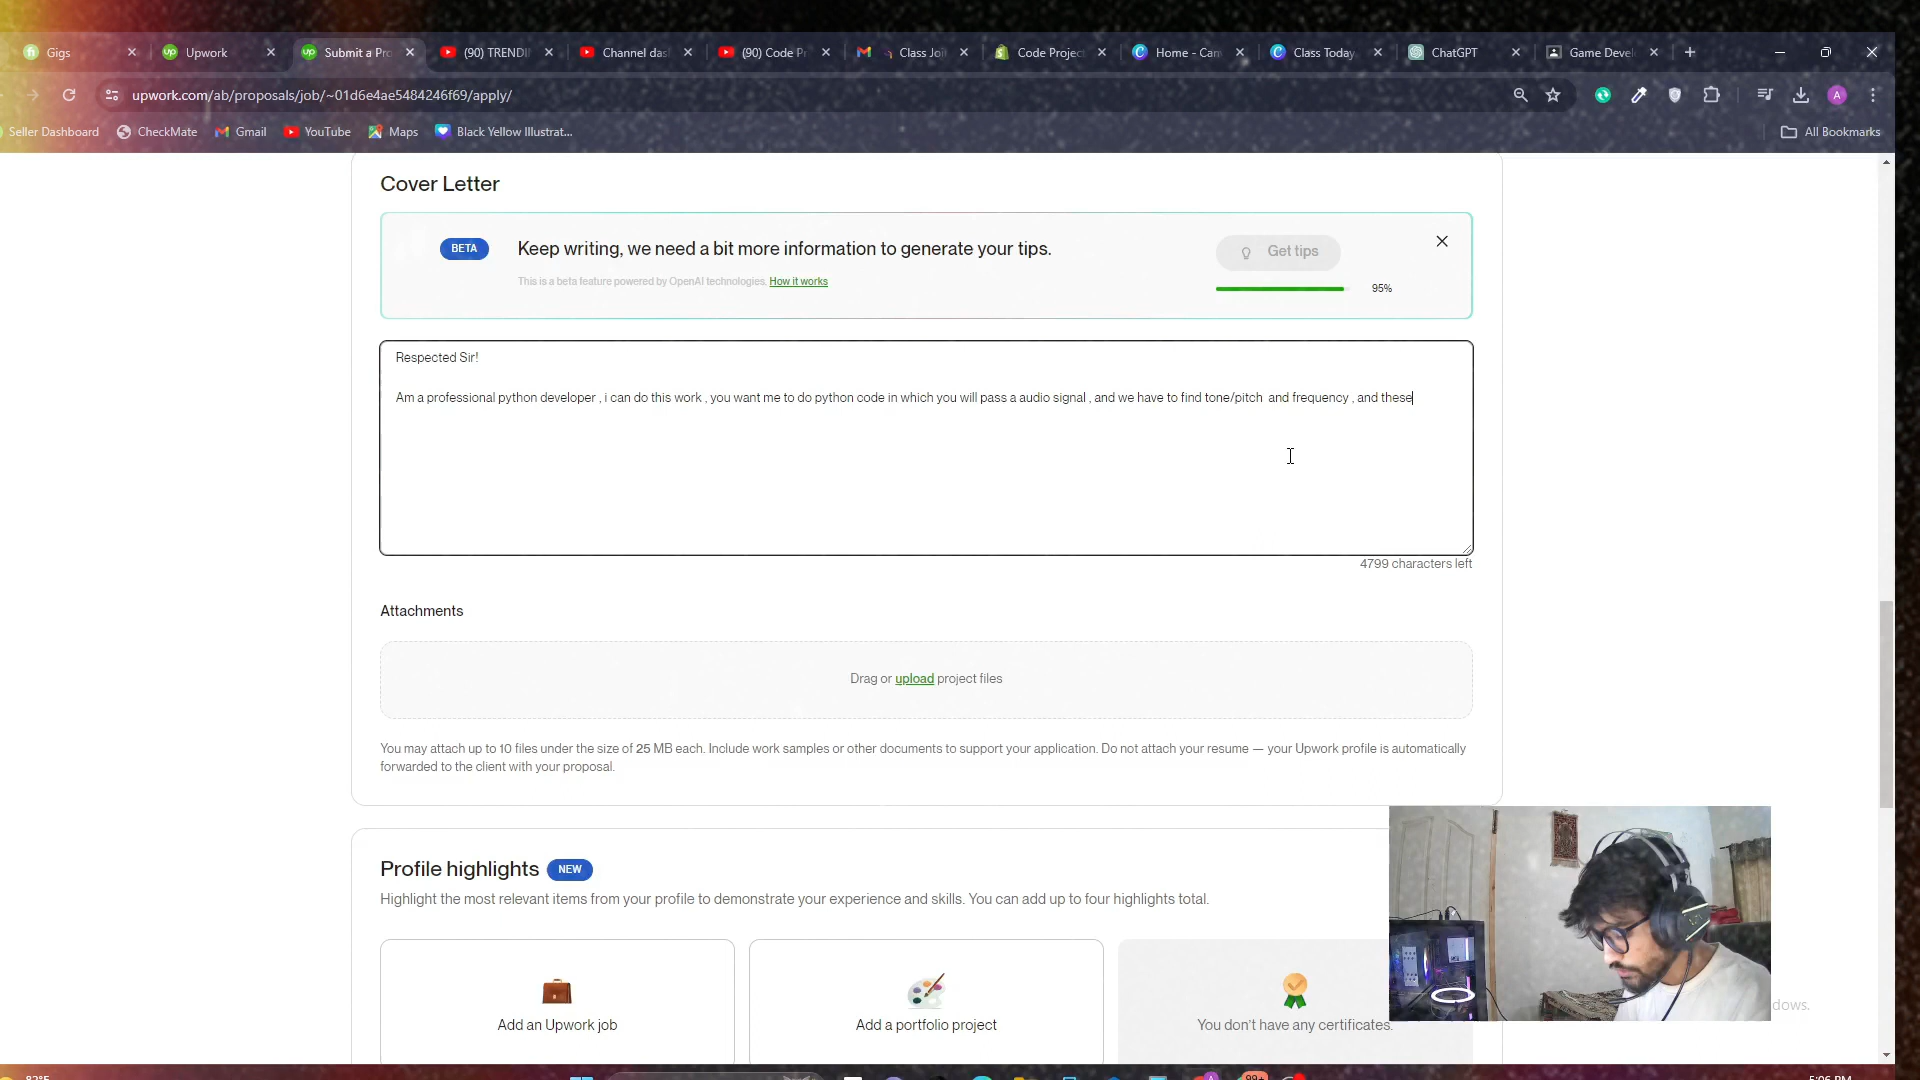 Gigs
Upwork
Submit a Pro
(90) TRENDI
Channel das
(90) Code Pr
Class Joi
Code Projec
Home - Can
Class Today
ChatGPT
Game Devel
upwork.com/ab/proposals/job/~01d6e4ae5484246f69/apply/
Seller Dashboard
CheckMate
Gmail
YouTube
Maps
Black Yellow Illustrat...
All Bookmarks
Cover Letter
BETA
Keep writing, we need a bit more information to generate your tips.
Get tips
This is a beta feature powered by OpenAI technologies. How it works
95%
Respected Sir!
Am a professional python developer , i can do this work , you want me to do python code in which you will pass a audio signal , and we have to find tone/pitch  and frequency , and these
4799 characters left
Attachments
Drag or upload project files
You may attach up to 10 files under the size of 25 MB each. Include work samples or other documents to support your application. Do not attach your resume — your Upwork profile is automatically
forwarded to the client with your proposal.
Profile highlights NEW
Highlight the most relevant items from your profile to demonstrate your experience and skills. You can add up to four highlights total.
Add an Upwork job
Add a portfolio project
You don't have any certificates.
dows.
82°F
99+
5:06 PM